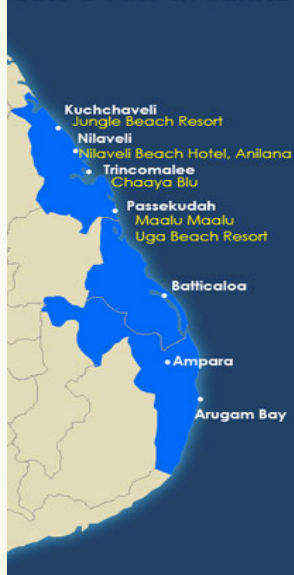 Kuchchaveli
Jungle Beach Resort
Nilaveli
Nilaveli Beach Hotel, Anilana
Trincomalee
Chaaya Blu
Passekudah
Maalu Maalu
Uga Beach Resort
Batticaloa
Ampara
Arugam Bay